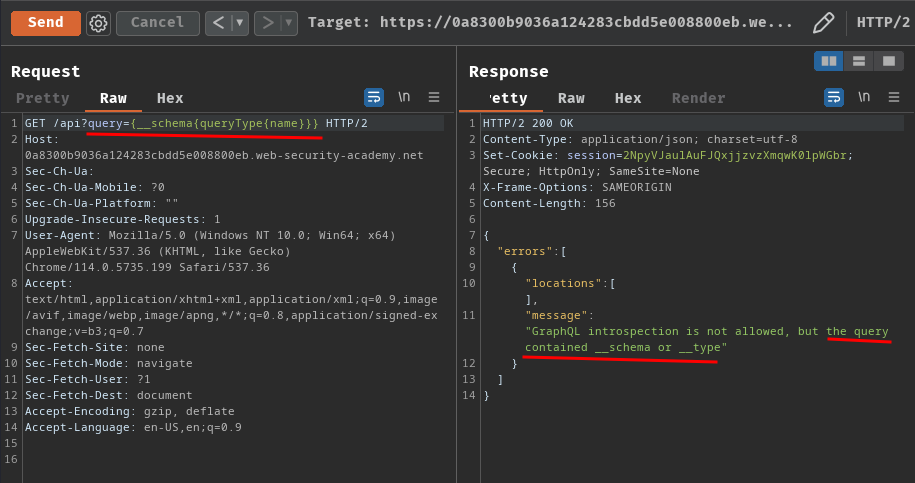 Send Cancel < ▼ > ▼ Target: https://0a8300b9036a124283cbdd5e008800eb.we... HTTP/2
Request
Pretty Raw Hex \n
1 GET /api?query={__schema{queryType{name}}} HTTP/2
2 Host:
0a8300b9036a124283cbdd5e008800eb.web-security-academy.net
3 Sec-Ch-Ua:
4 Sec-Ch-Ua-Mobile: ?0
5 Sec-Ch-Ua-Platform: ""
6 Upgrade-Insecure-Requests: 1
7 User-Agent: Mozilla/5.0 (Windows NT 10.0; Win64; x64)
AppleWebKit/537.36 (KHTML, like Gecko)
Chrome/114.0.5735.199 Safari/537.36
8 Accept:
text/html,application/xhtml+xml,application/xml;q=0.9,image
/avif,image/webp,image/apng,*/*;q=0.8,application/signed-ex
change;v=b3;q=0.7
9 Sec-Fetch-Site: none
10 Sec-Fetch-Mode: navigate
11 Sec-Fetch-User: ?1
12 Sec-Fetch-Dest: document
13 Accept-Encoding: gzip, deflate
14 Accept-Language: en-US,en;q=0.9
15
16
Response
etty Raw Hex Render \n
1 HTTP/2 200 OK
2 Content-Type: application/json; charset=utf-8
3 Set-Cookie: session=2NpyVJaulAuFJQxjjzvzXmqwK0lpWGbr;
Secure; HttpOnly; SameSite=None
4 X-Frame-Options: SAMEORIGIN
5 Content-Length: 156
6
7 {
8 "errors":[
9 {
10 "locations":[
],
11 "message":
"GraphQL introspection is not allowed, but the query
contained __schema or __type"
12 }
13 ]
14 }